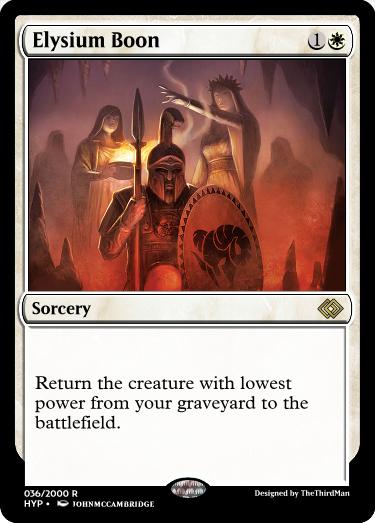 Elysium Boon 1
Sorcery
Return the creature with lowest
power from your graveyard to the
battlefield.
036/2000 R
Designed by TheThirdMan
HYP • JOHNMCCAMBRIDGE